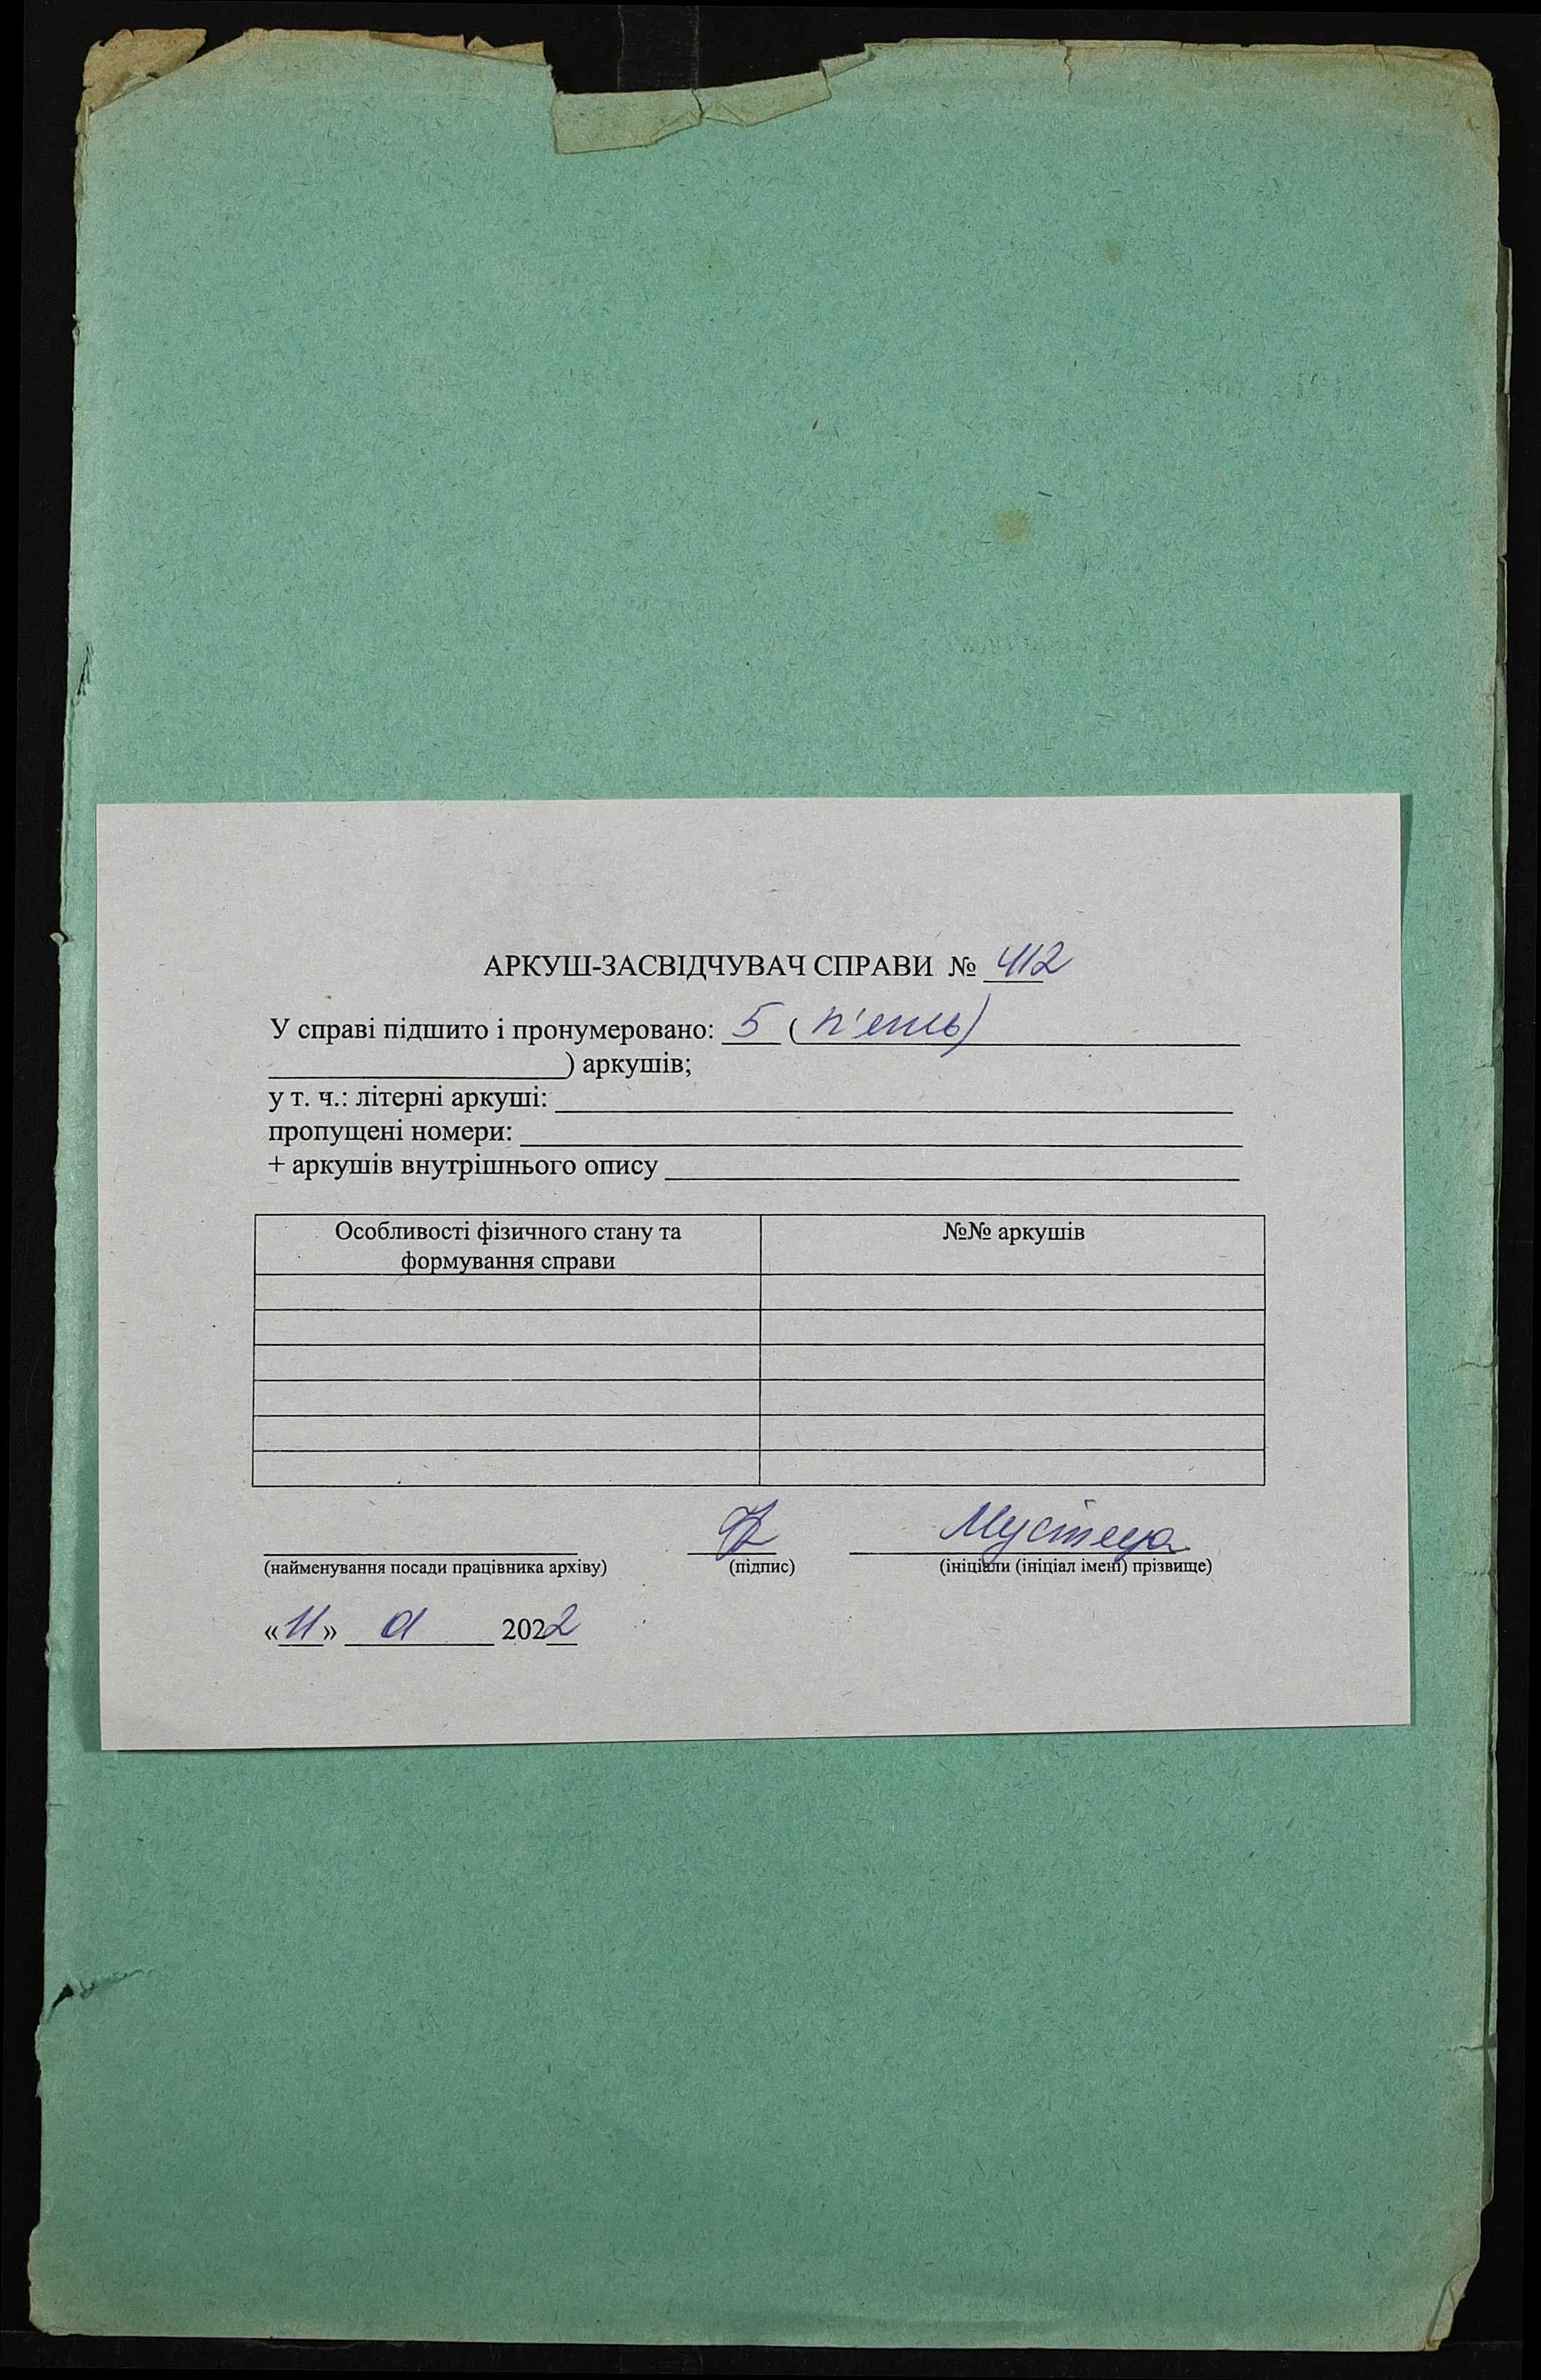 АРКУШ-ЗАСВІДЧУВАЧ СПРАВИ № 412
У справі підшито і пронумеровано: 5 (п'ять)
) аркушів;
у т. ч.: літерні аркуші:
пропущені номери:
+ аркушів внутрішнього опису
Особливості фізичного стану та №№ аркушів
формування справи
Мустеца
(найменування посади працівника архіву) (підпис) (ініціали (ініціал імені) прізвище)
«11» 2022